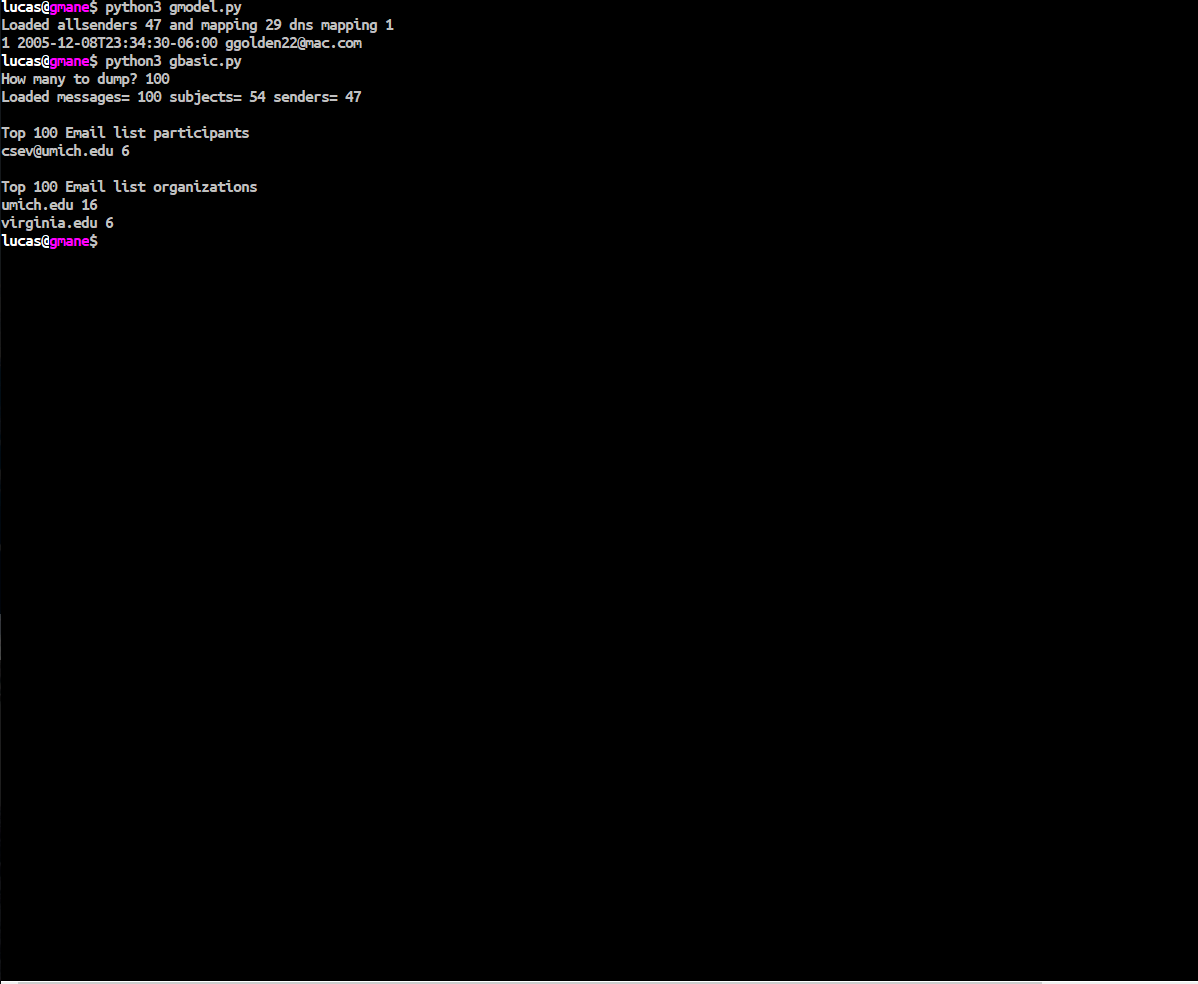 lucas@gmane$ python3 gmodel.py
Loaded allsenders 47 and mapping 29 dns mapping 1
1 2005-12-08T23:34:30-06:00 ggolden22@mac.com
lucas@gmane$ python3 gbasic.py
How many to dump? 100
Loaded messages= 100 subjects= 54 senders= 47

Top 100 Email list participants
csev@umich.edu 6

Top 100 Email list organizations
umich.edu 16
virginia.edu 6
lucas@gmane$